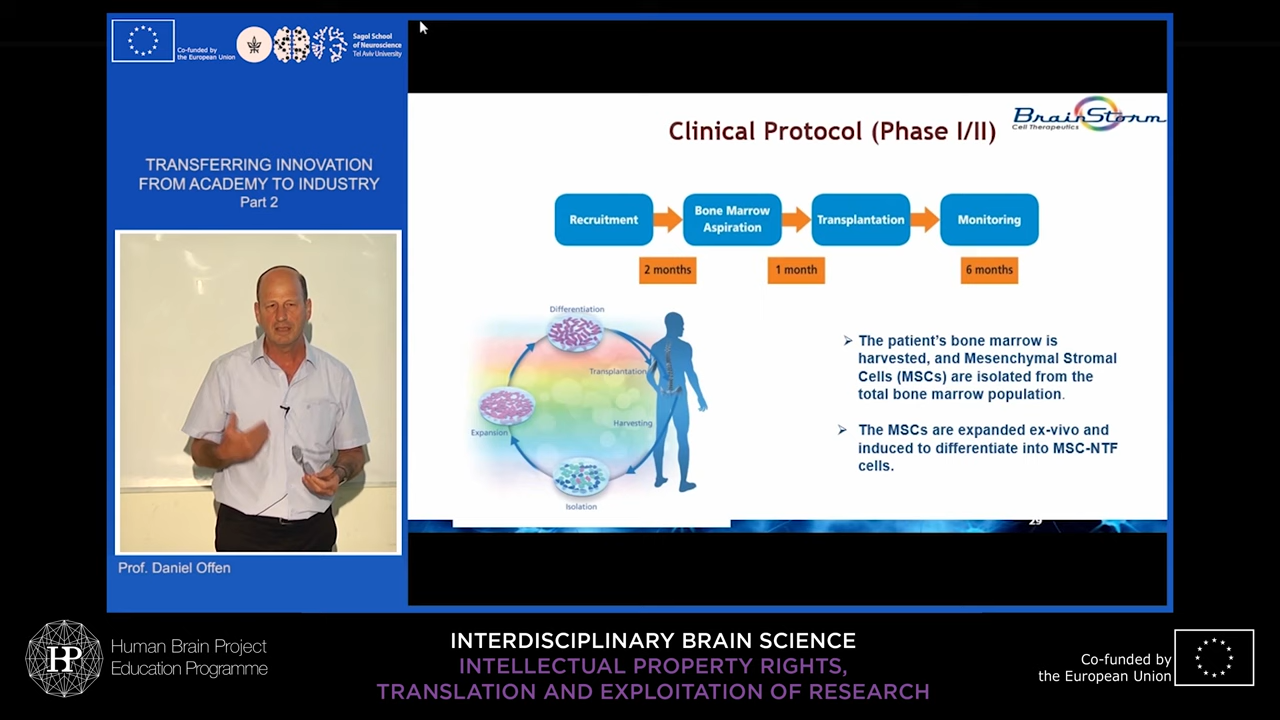 Co-funded by
the European Union
Sagol School
of Neuroscience
Tel Aviv University
TRANSFERRING INNOVATION
FROM ACADEMY TO INDUSTRY
Part 2
Prof. Daniel Offen
BrainStorm
Cell Therapeutics
Clinical Protocol (Phase I/II)
Recruitment
Bone Marrow
Aspiration
Transplantation
Monitoring
2 months
1 month
6 months
Differentiation
Transplantation
Harvesting
Expansion
Isolation
The patient's bone marrow is
harvested, and Mesenchymal Stromal
Cells (MSCs) are isolated from the
total bone marrow population.
The MSCs are expanded ex-vivo and
induced to differentiate into MSC-NTF
cells.
29
HBP
Human Brain Project
Education Programme
INTERDISCIPLINARY BRAIN SCIENCE
INTELLECTUAL PROPERTY RIGHTS,
TRANSLATION AND EXPLOITATION OF RESEARCH
Co-funded by
the European Union